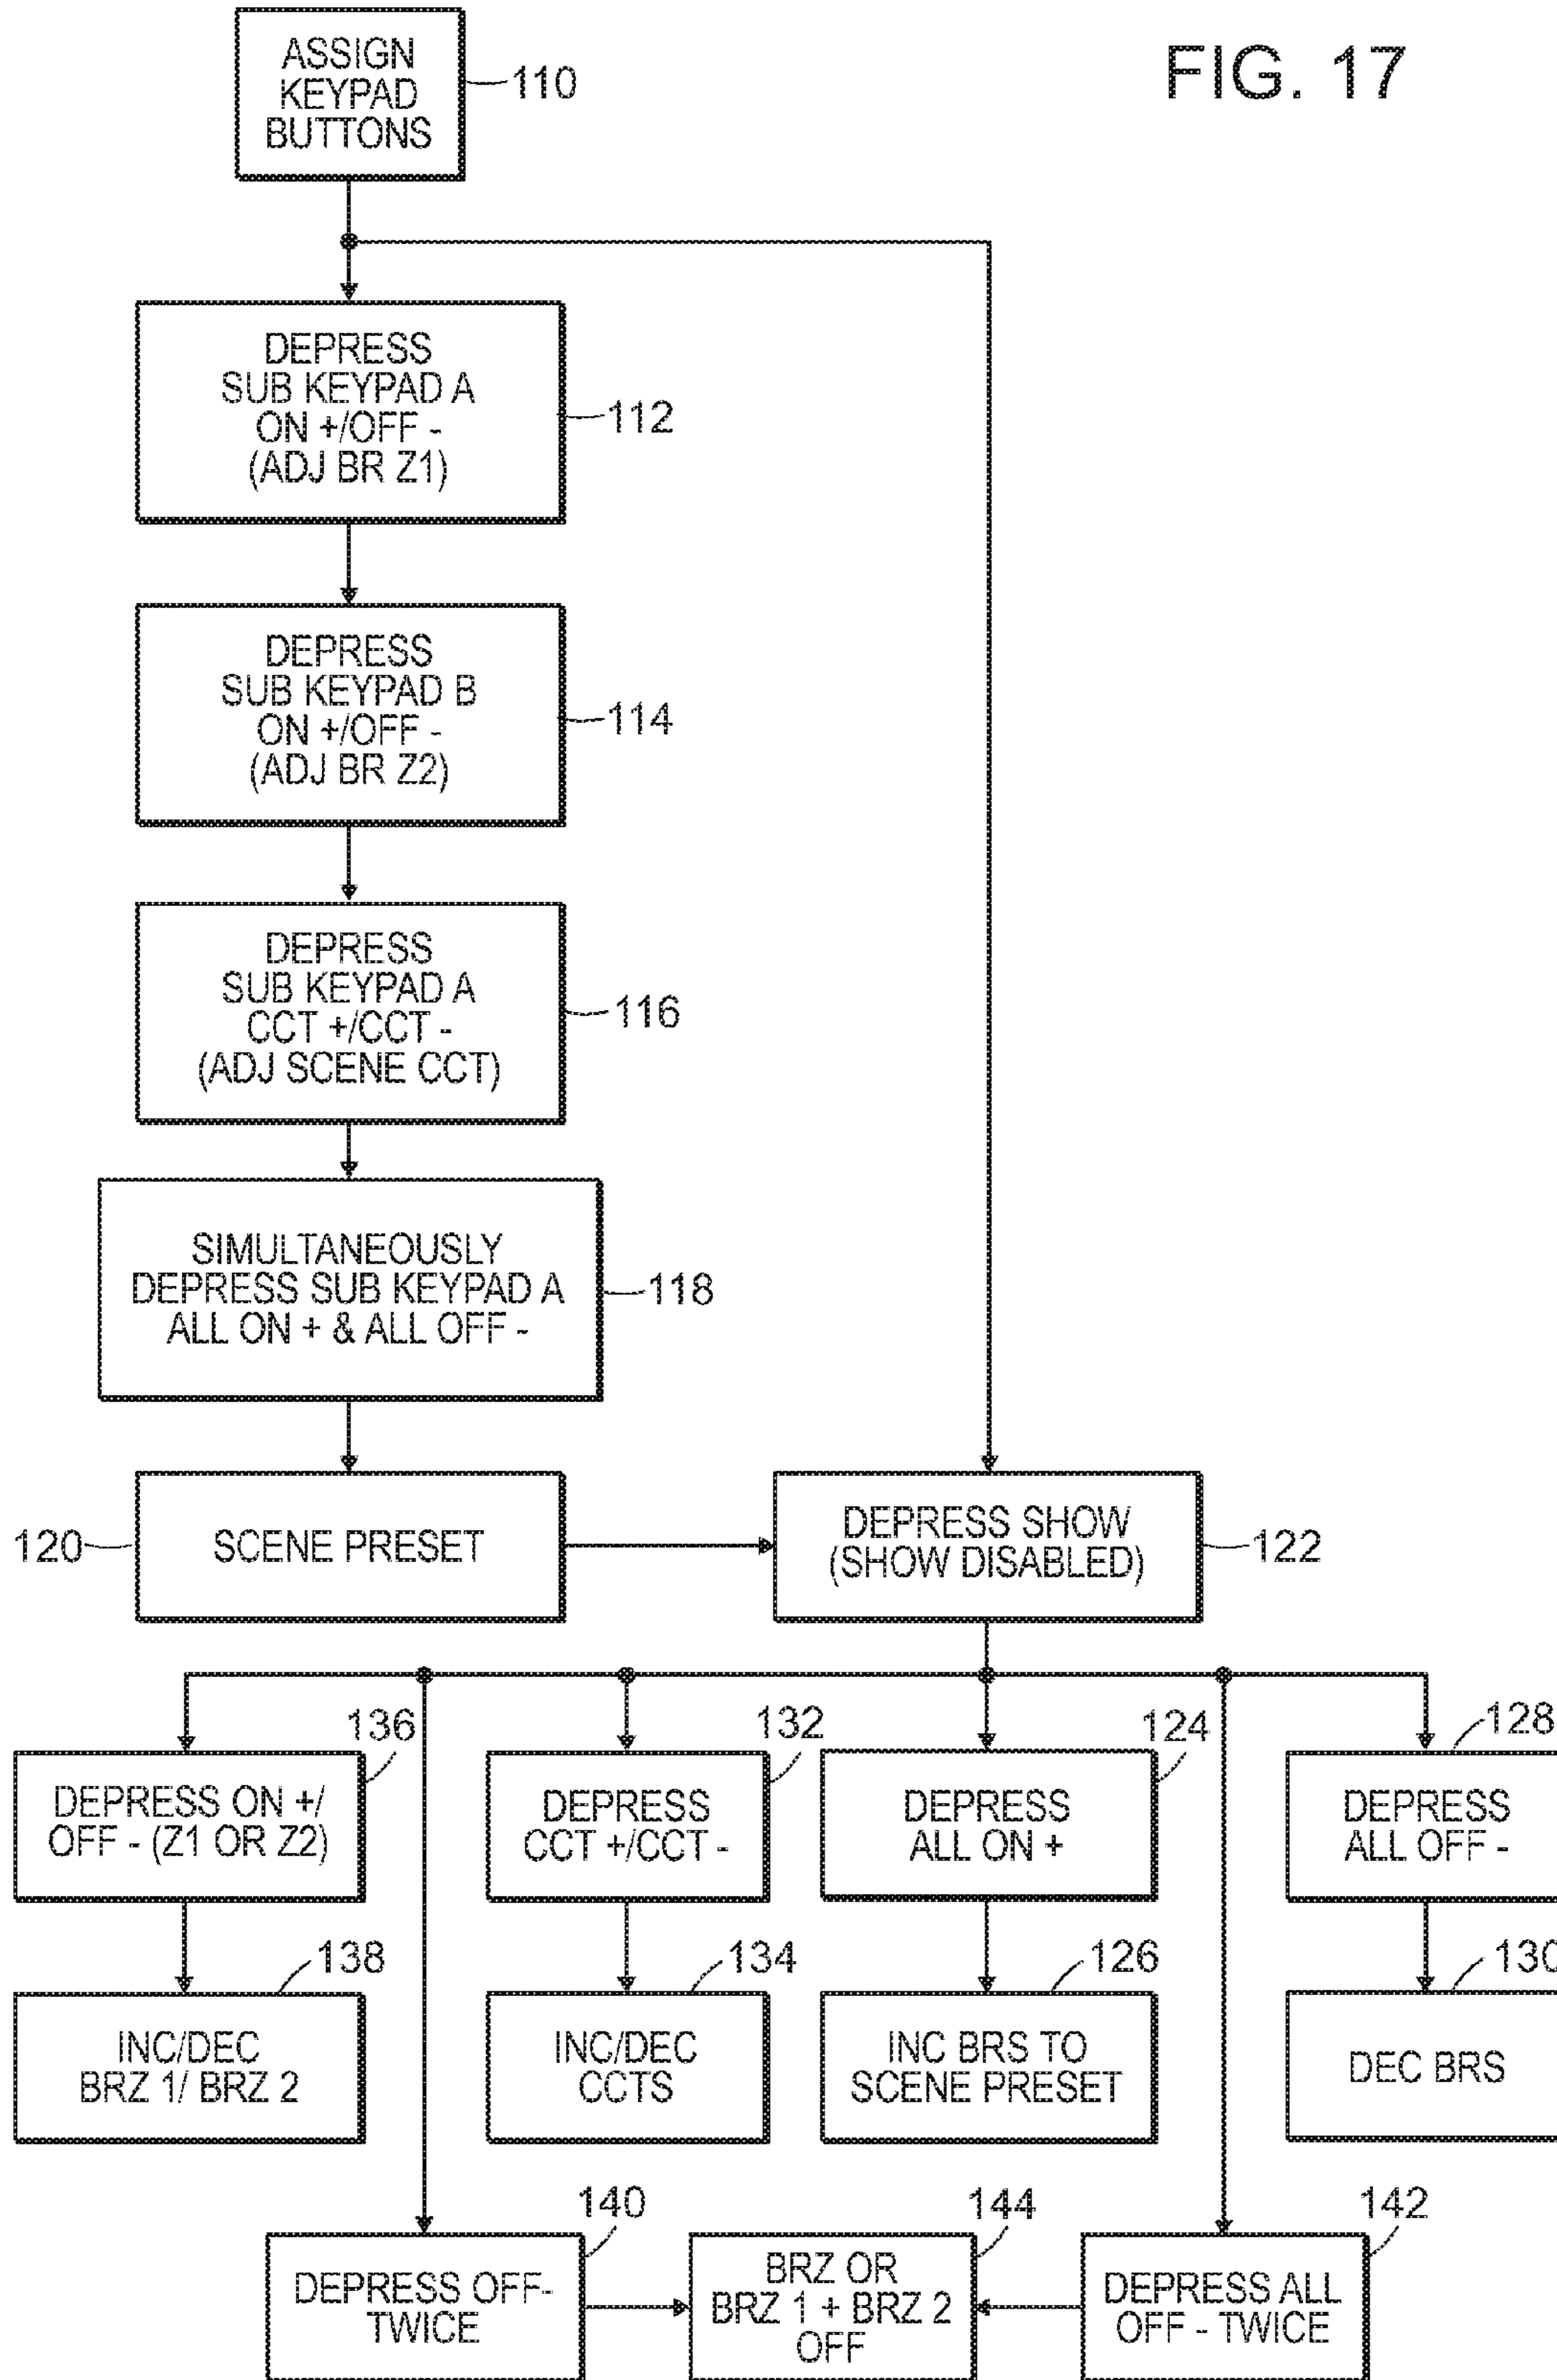 FIG. 17
ASSIGN
KEYPAD
BUTTONS
110
DEPRESS
SUB KEYPAD A
ON +/OFF -
(ADJ BR Z1)
112
DEPRESS
SUB KEYPAD B
ON +/OFF -
(ADJ BR Z2)
114
DEPRESS
SUB KEYPAD A
CCT +/CCT -
(ADJ SCENE CCT)
116
SIMULTANEOUSLY
DEPRESS SUB KEYPAD A
ALL ON + & ALL OFF -
118
120
SCENE PRESET
DEPRESS SHOW
(SHOW DISABLED)
122
136
DEPRESS ON +/
OFF - (Z1 OR Z2)
132
DEPRESS
CCT +/CCT -
124
DEPRESS
ALL ON +
128
DEPRESS
ALL OFF -
138
INC/DEC
BRZ 1/ BRZ 2
134
INC/DEC
CCTS
126
INC BRS TO
SCENE PRESET
130
DEC BRS
140
DEPRESS OFF-
TWICE
144
BRZ OR
BRZ 1 + BRZ 2
OFF
142
DEPRESS ALL
OFF - TWICE